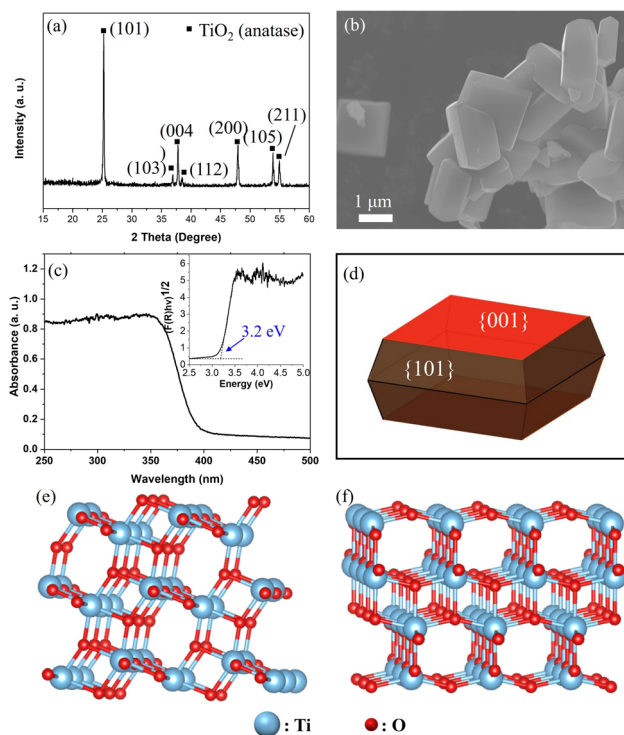 (a)
(101)
■ TiO₂ (anatase)
(103)
(004
)
(112)
(200)
(105)
(211)
Intensity (a. u.)
15 20 25 30 35 40 45 50 55 60
2 Theta (Degree)
(b)
1 μm
(c)
Absorbance (a. u.)
1.2
1.0
0.8
0.6
0.4
0.2
0.0
250 300 350 400 450 500
Wavelength (nm)
(F(R)hν)1/2
6
5
4
3
2
1
0
2.5 3.0 3.5 4.0 4.5 5.0
Energy (eV)
3.2 eV
(d)
{001}
{101}
(e)
(f)
: Ti
: O